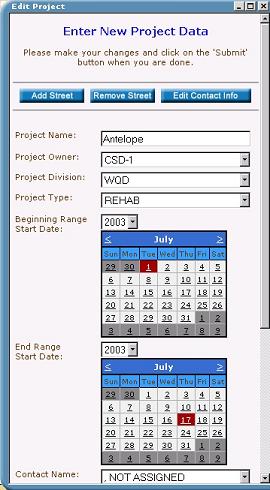 Edit Project
Enter New Project Data
Please make your changes and click on the 'Submit'
button when you are done.
Add Street Remove Street Edit Contact Info
Project Name: Antelope
Project Owner: CSD-1
Project Division: WQD
Project Type: REHAB
Beginning Range
Start Date: 2003
< July >
Sun Mon Tue Wed Thu Fri Sat
29 30 1 2 3 4 5
6 7 8 9 10 11 12
13 14 15 16 17 18 19
20 21 22 23 24 25 26
27 28 29 30 31 1 2
3 4 5 6 7 8 9
End Range
Start Date: 2003
< July >
Sun Mon Tue Wed Thu Fri Sat
29 30 1 2 3 4 5
6 7 8 9 10 11 12
13 14 15 16 17 18 19
20 21 22 23 24 25 26
27 28 29 30 31 1 2
3 4 5 6 7 8 9
Contact Name: , NOT ASSIGNED